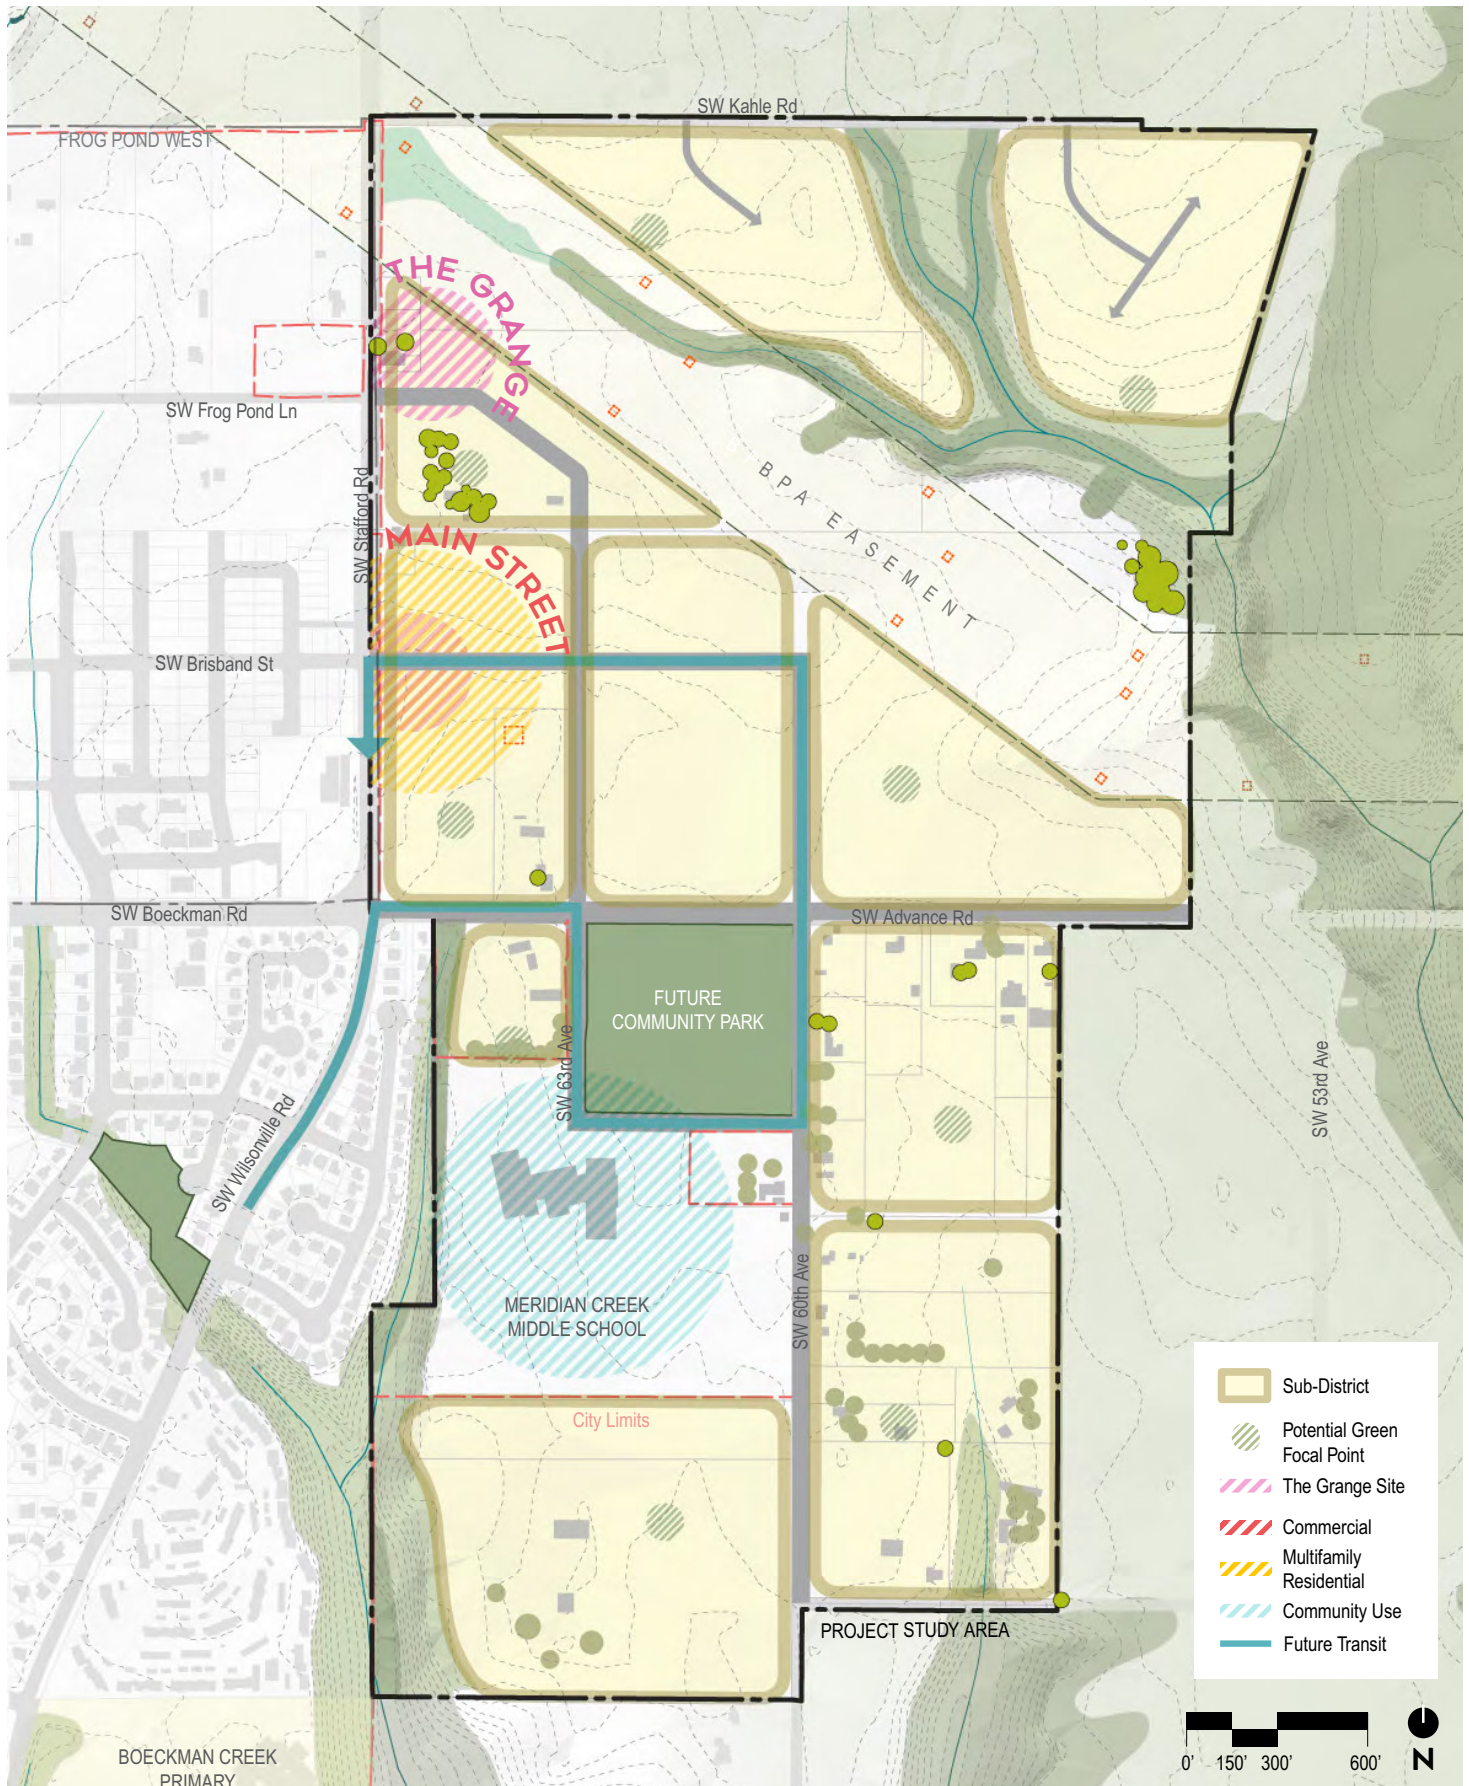 SW Kahle Rd
FROG POND WEST
THE GRANGE
SW Frog Pond Ln
SW Stafford Rd
BPA EASEMENT
MAIN STREET
SW Brisband St
SW Boeckman Rd
SW Advance Rd
FUTURE
COMMUNITY PARK
SW 63rd Ave
SW 53rd Ave
SW Wilsonville Rd
SW 60th Ave
MERIDIAN CREEK
MIDDLE SCHOOL
City Limits
PROJECT STUDY AREA
BOECKMAN CREEK
PRIMARY
Sub-District
Potential Green
Focal Point
The Grange Site
Commercial
Multifamily
Residential
Community Use
Future Transit
0' 150' 300' 600'
N